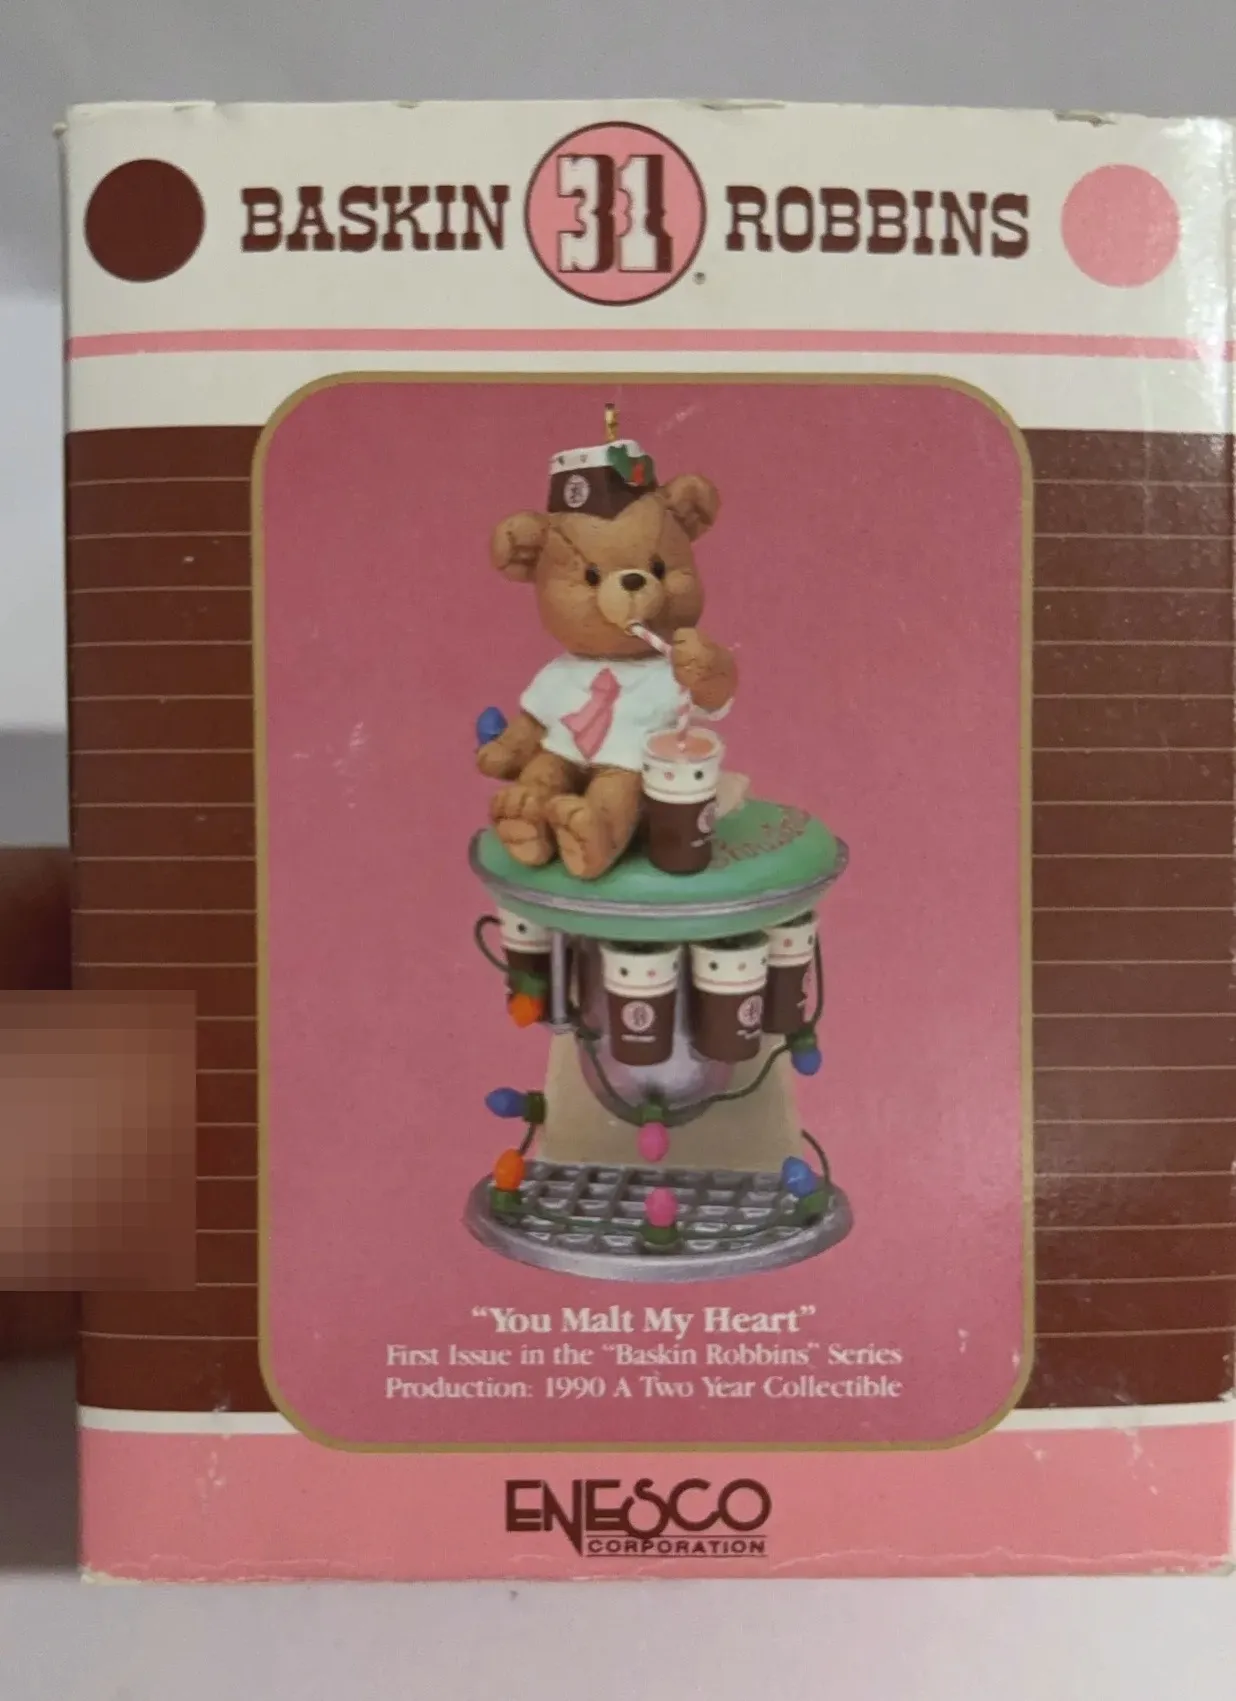 BASKIN 31 ROBBINS
"You Malt My Heart"
First Issue in the "Baskin Robbins" Series
Production: 1990 A Two Year Collectible
ENESCO
CORPORATION